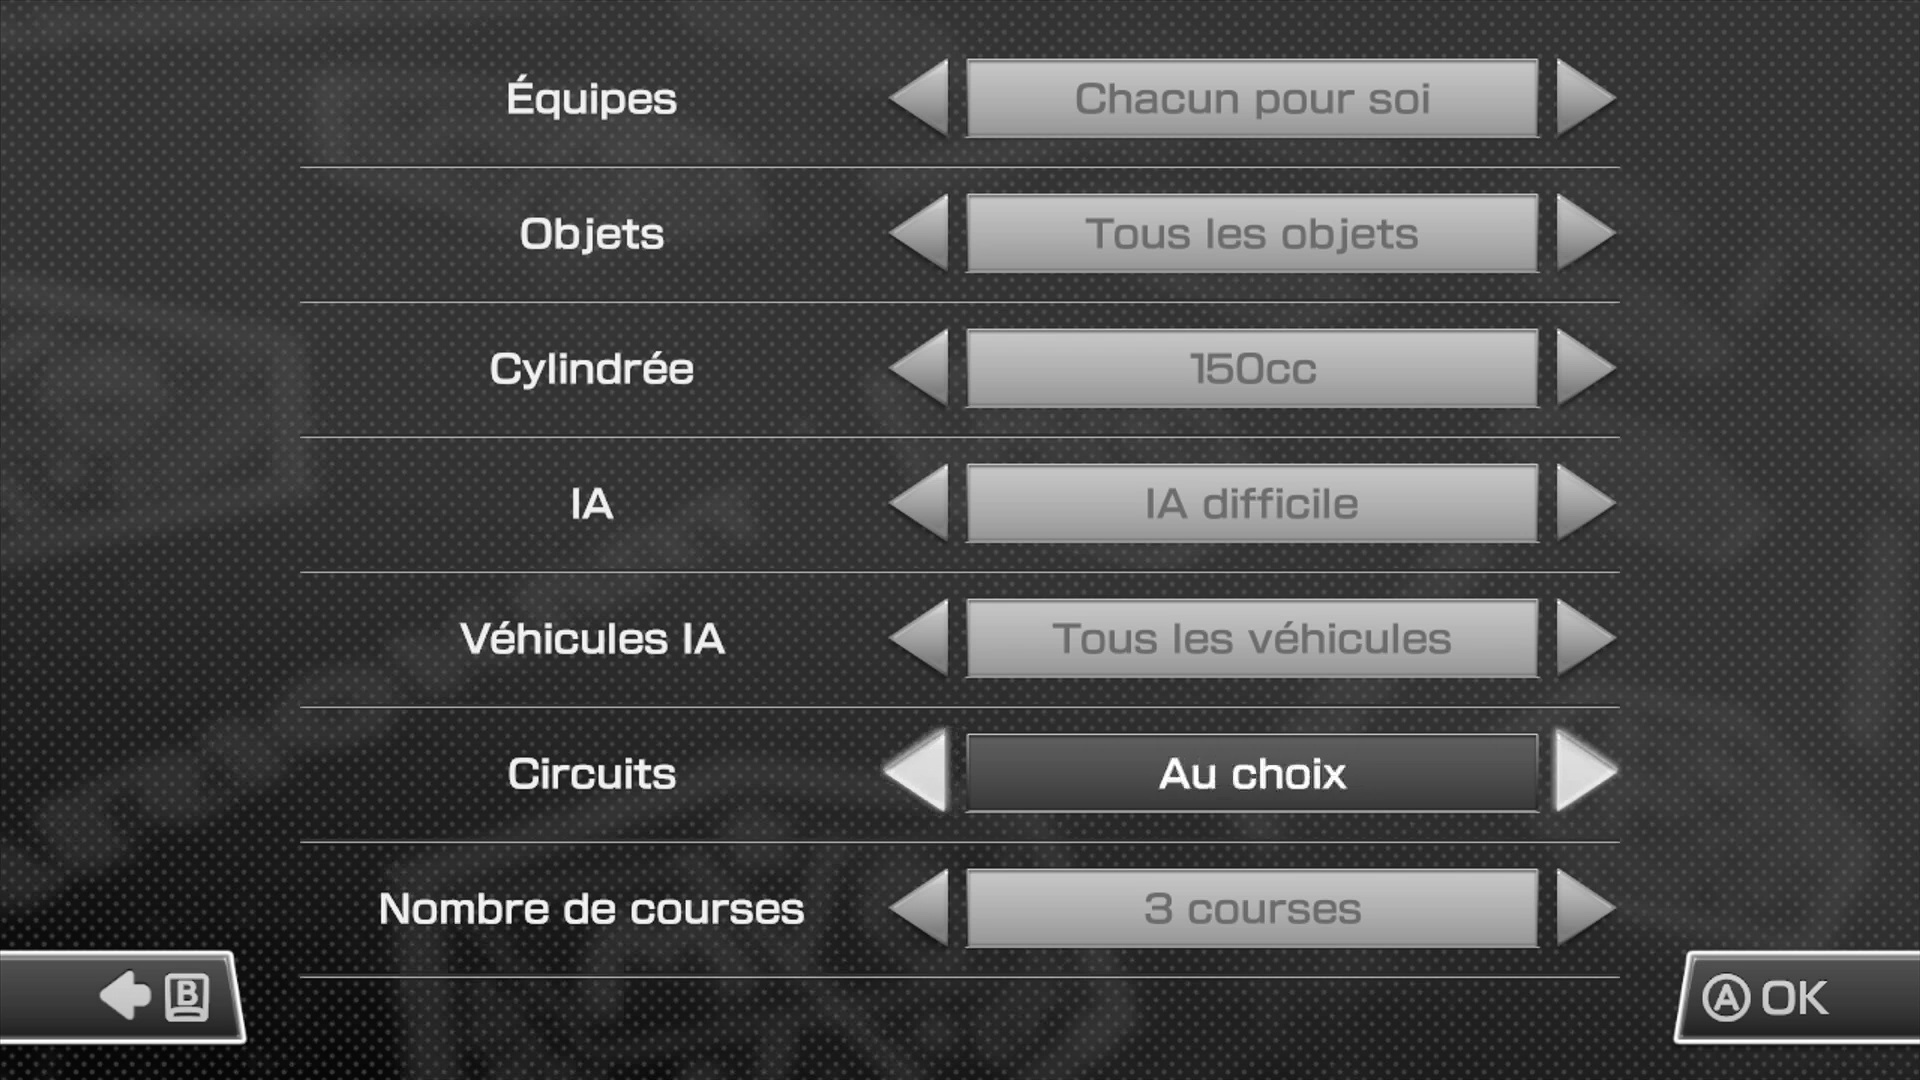 Équipes
Chacun pour soi
Objets
Tous les objets
Cylindrée
150cc
IA
IA difficile
Véhicules IA
Tous les véhicules
Circuits
Au choix
Nombre de courses
3 courses
B
A OK